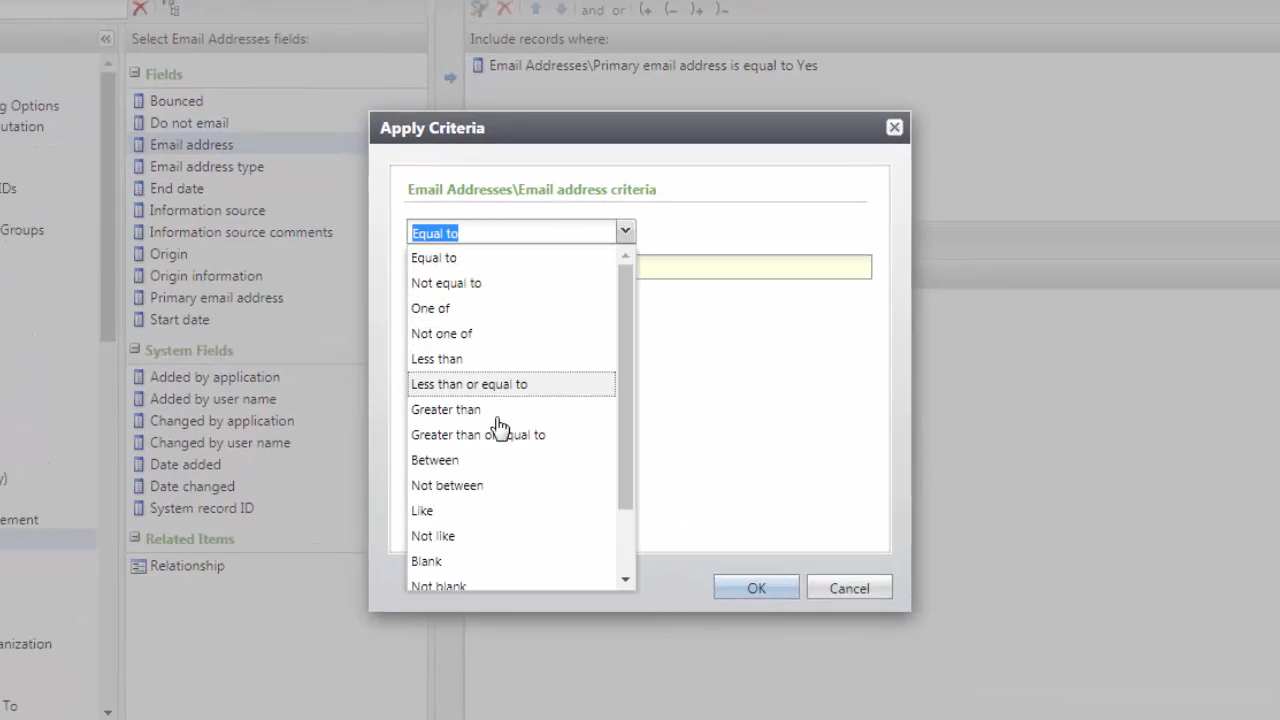 and or (+ (– )+ )–
Select Email Addresses fields:
Include records where:
Fields
Email Addresses\Primary email address is equal to Yes
g Options
utation
IDs
Groups
y)
ement
anization
To
Bounced
Do not email
Email address
Email address type
End date
Information source
Information source comments
Origin
Origin information
Primary email address
Start date
System Fields
Added by application
Added by user name
Changed by application
Changed by user name
Date added
Date changed
System record ID
Related Items
Relationship
Apply Criteria
Email Addresses\Email address criteria
Equal to
Equal to
Not equal to
One of
Not one of
Less than
Less than or equal to
Greater than
Greater than or equal to
Between
Not between
Like
Not like
Blank
Not blank
OK
Cancel